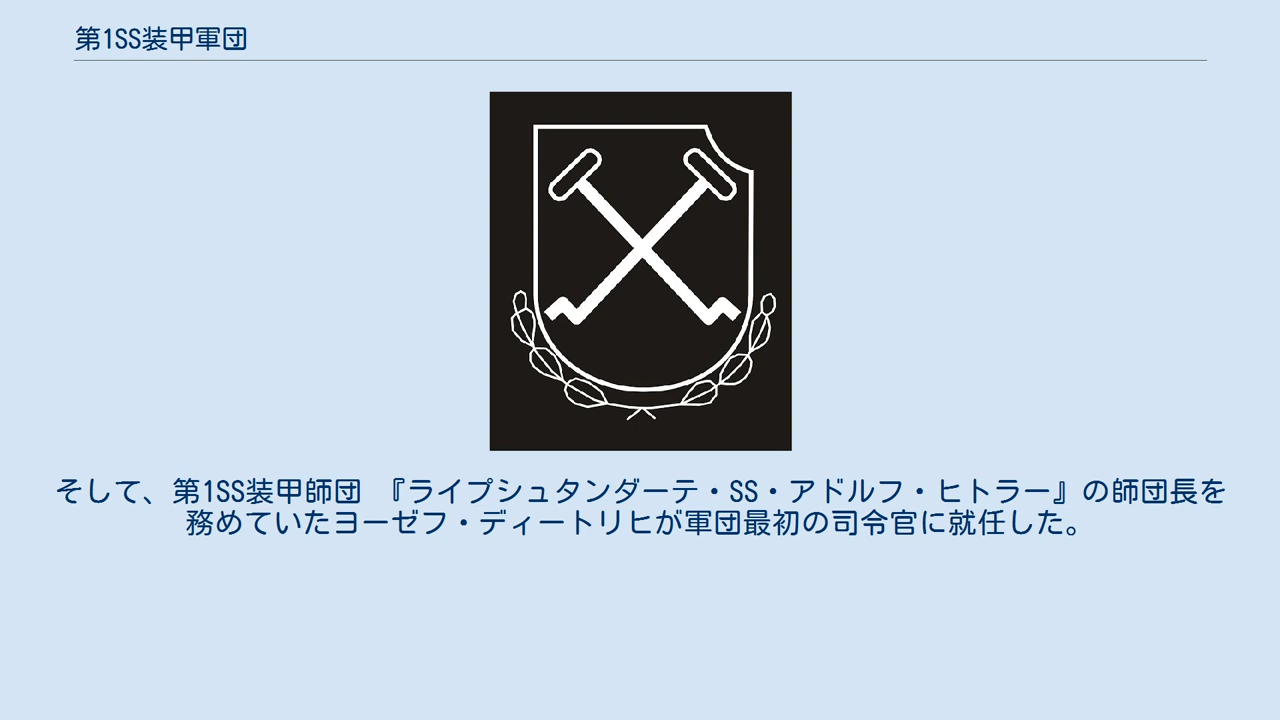 第1SS装甲軍団
そして、第1SS装甲師団 『ライプシュタンダーテ・SS・アドルフ・ヒトラー』の師団長を
務めていたヨーゼフ・ディートリヒが軍団最初の司令官に就任した。